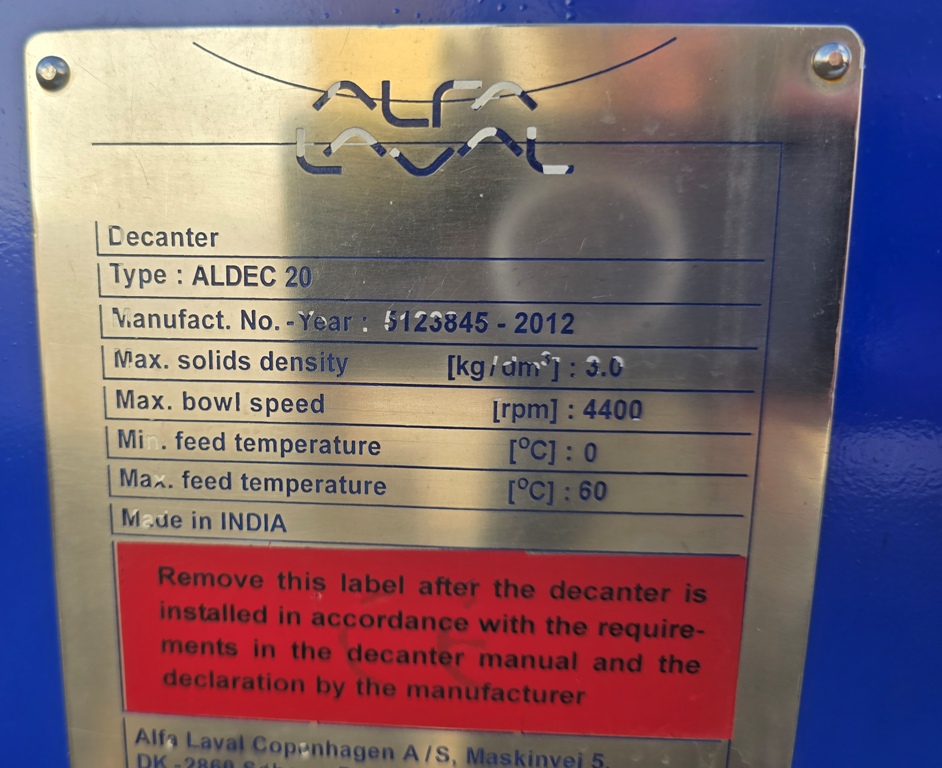 ALFA
LAVAL
Decanter
Type : ALDEC 20
Manufact. No. - Year : 5123845 - 2012
Max. solids density [kg/dm³] : 3.0
Max. bowl speed [rpm] : 4400
Min. feed temperature [°C] : 0
Max. feed temperature [°C] : 60
Made in INDIA
Remove this label after the decanter is
installed in accordance with the require-
ments in the decanter manual and the
declaration by the manufacturer
Alfa Laval Copenhagen A/S, Maskinvej 5,
DK-2860